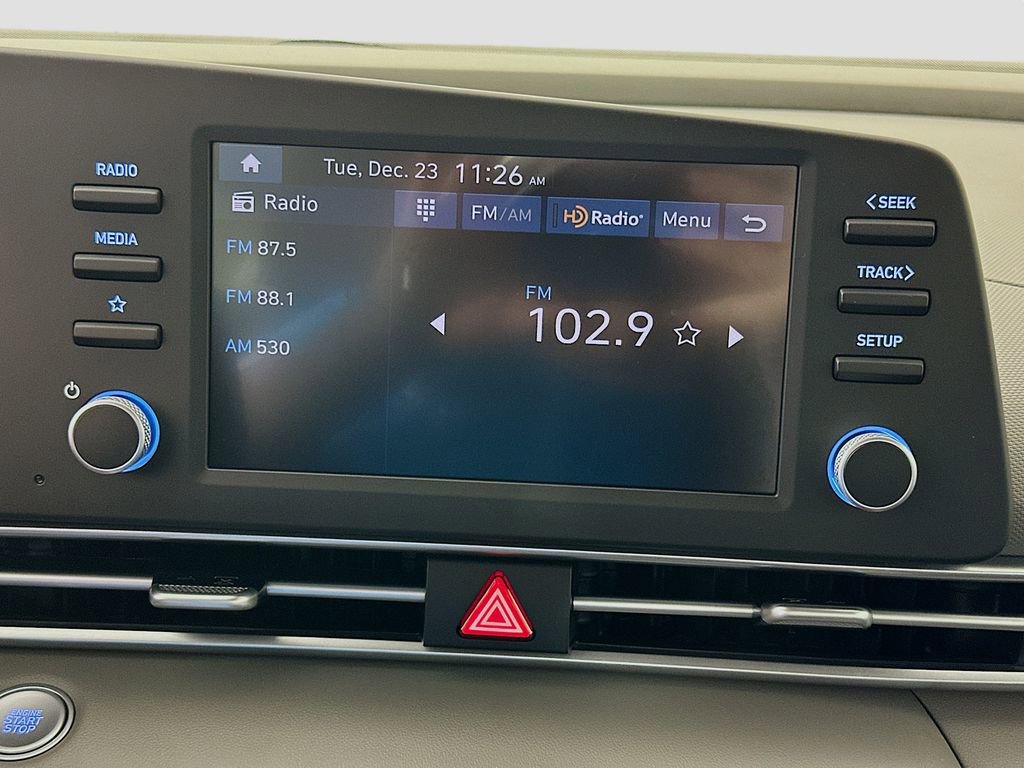 RADIO
MEDIA
Tue, Dec. 23 11:26 AM
Radio
FM/AM
HD Radio
Menu
FM 87.5
FM 88.1
AM 530
FM
102.9
<SEEK
TRACK>
SETUP
ENGINE
START
STOP